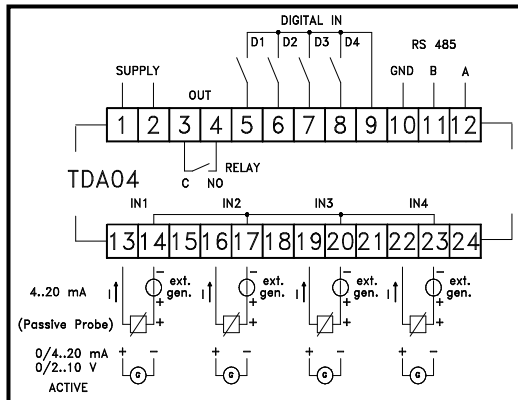 DIGITAL IN
D1 D2 D3 D4
RS 485
SUPPLY
GND B A
OUT
1 2 3 4 5 6 7 8 9 10 11 12
C NO RELAY
TDA04
IN1 IN2 IN3 IN4
13 14 15 16 17 18 19 20 21 22 23 24
4..20 mA I - ext. gen. + I - ext. gen. + I - ext. gen. + I - ext. gen. +
(Passive Probe) + + + +
0/4..20 mA + - + - + - + -
0/2..10 V G G G G
ACTIVE